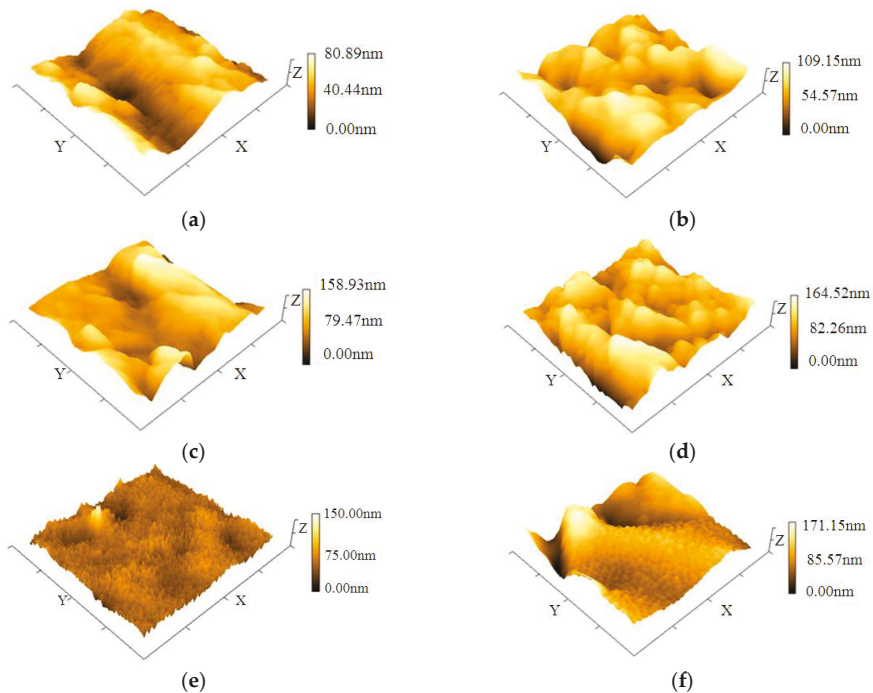 80.89nm
Z
40.44nm
0.00nm
Y
X
(a)
109.15nm
Z
54.57nm
0.00nm
Y
X
(b)
158.93nm
Z
79.47nm
0.00nm
Y
X
(c)
164.52nm
Z
82.26nm
0.00nm
Y
X
(d)
150.00nm
Z
75.00nm
0.00nm
Y
X
(e)
171.15nm
Z
85.57nm
0.00nm
Y
X
(f)